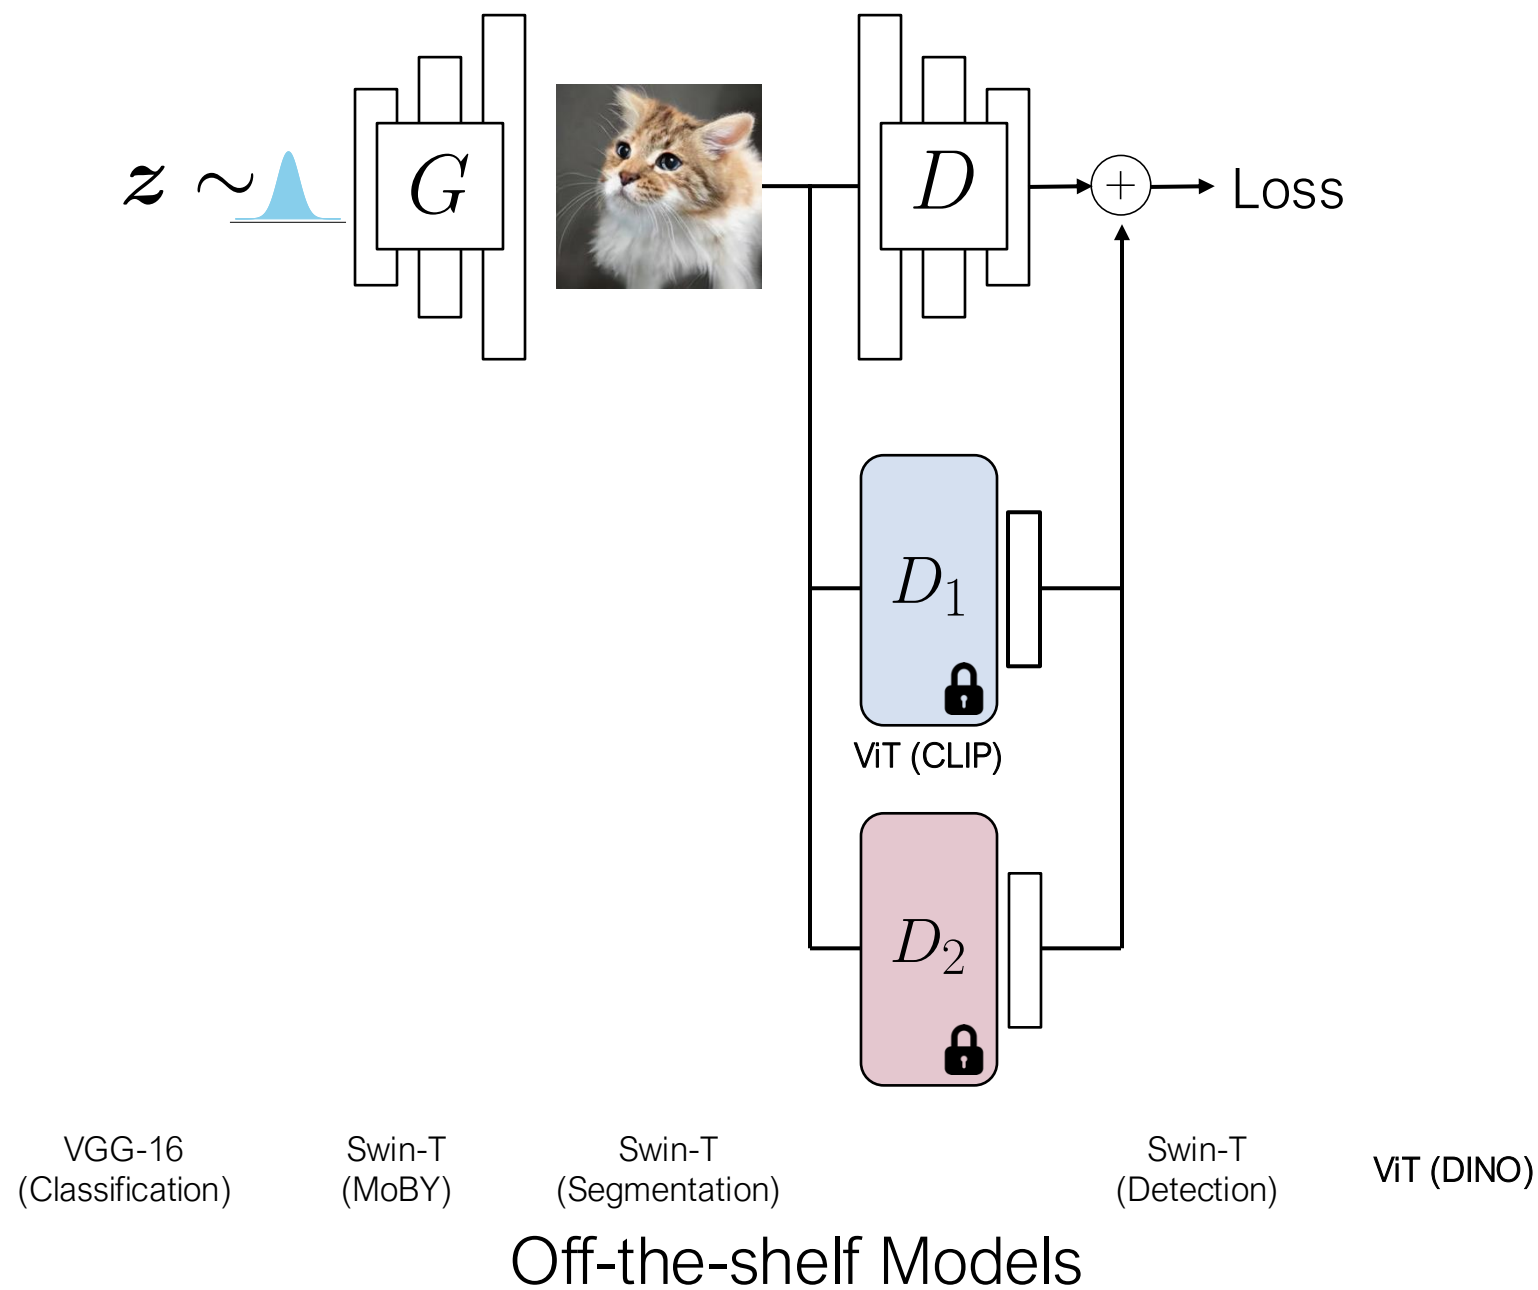 z ~
G
D
+
Loss
D₁
ViT (CLIP)
D₂
VGG-16
(Classification)
Swin-T
(MoBY)
Swin-T
(Segmentation)
Swin-T
(Detection)
ViT (DINO)
Off-the-shelf Models